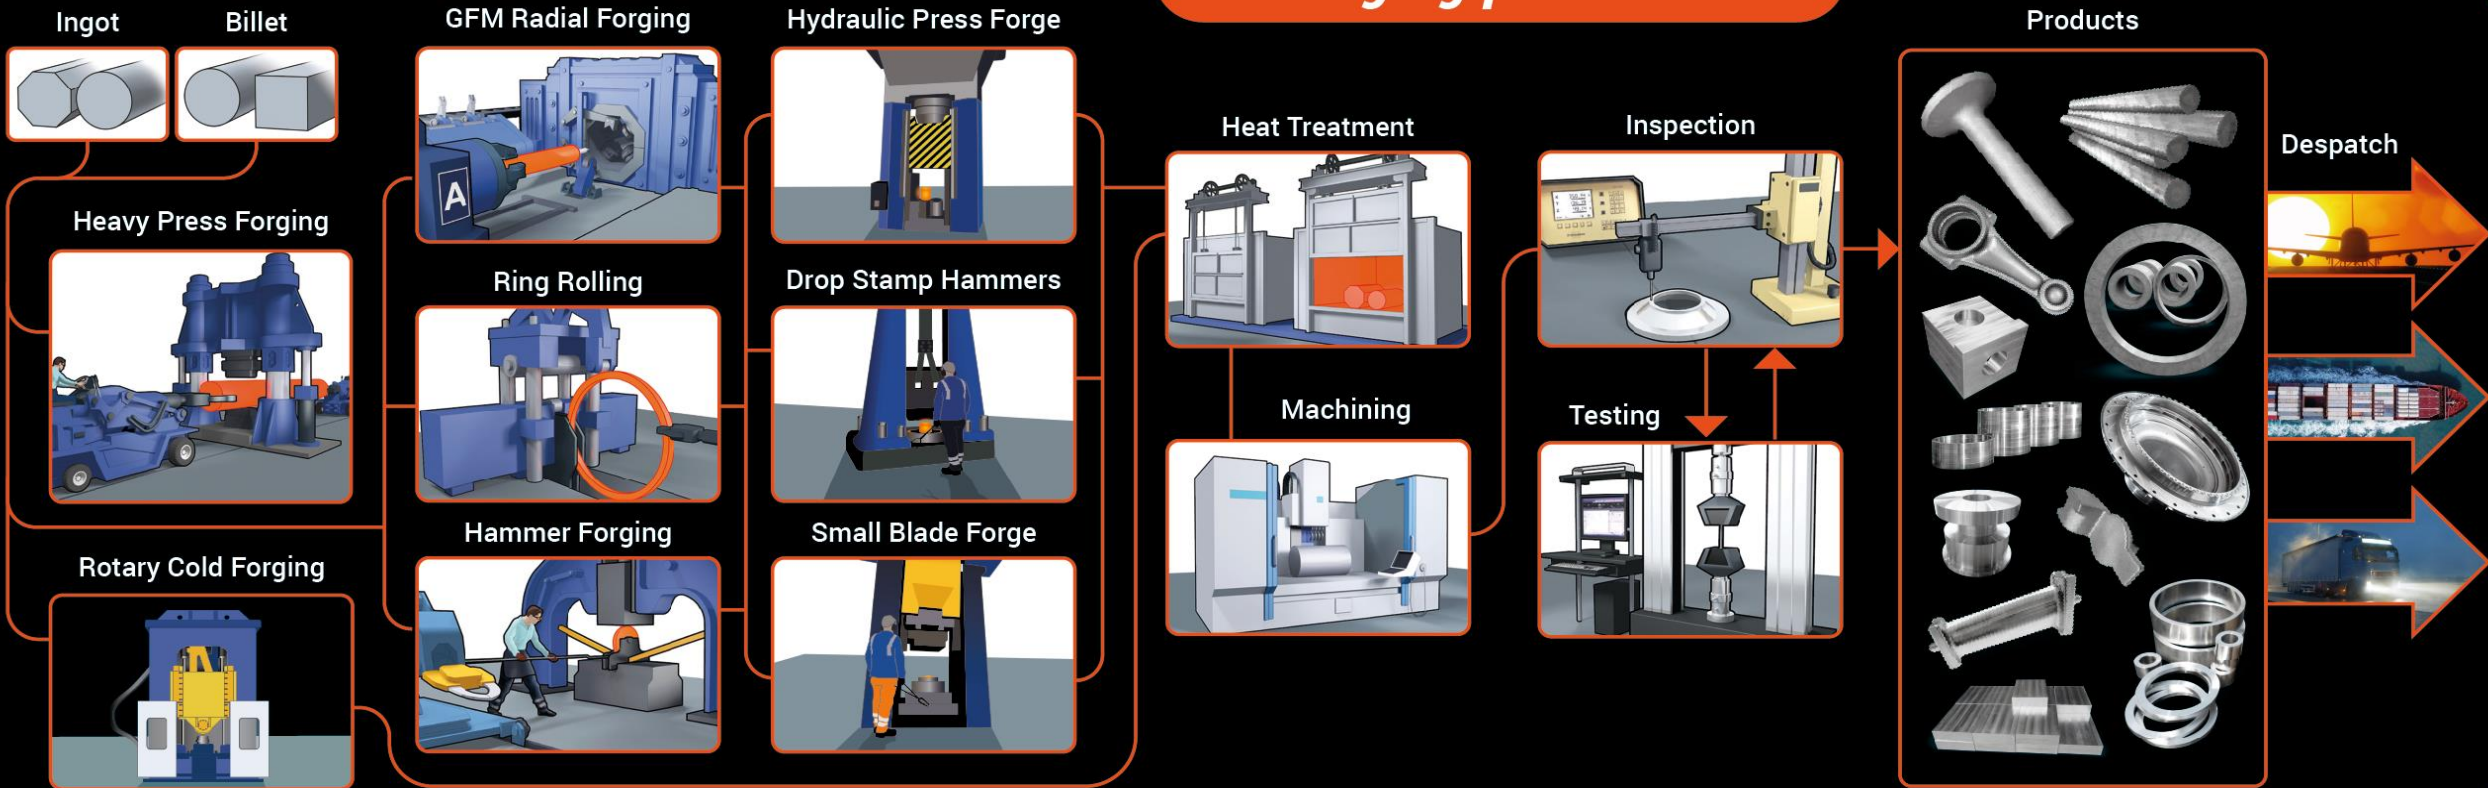 Ingot
Billet
GFM Radial Forging
Hydraulic Press Forge
Products
Heat Treatment
Inspection
Despatch
A
Heavy Press Forging
Ring Rolling
Drop Stamp Hammers
Machining
Testing
Hammer Forging
Small Blade Forge
Rotary Cold Forging